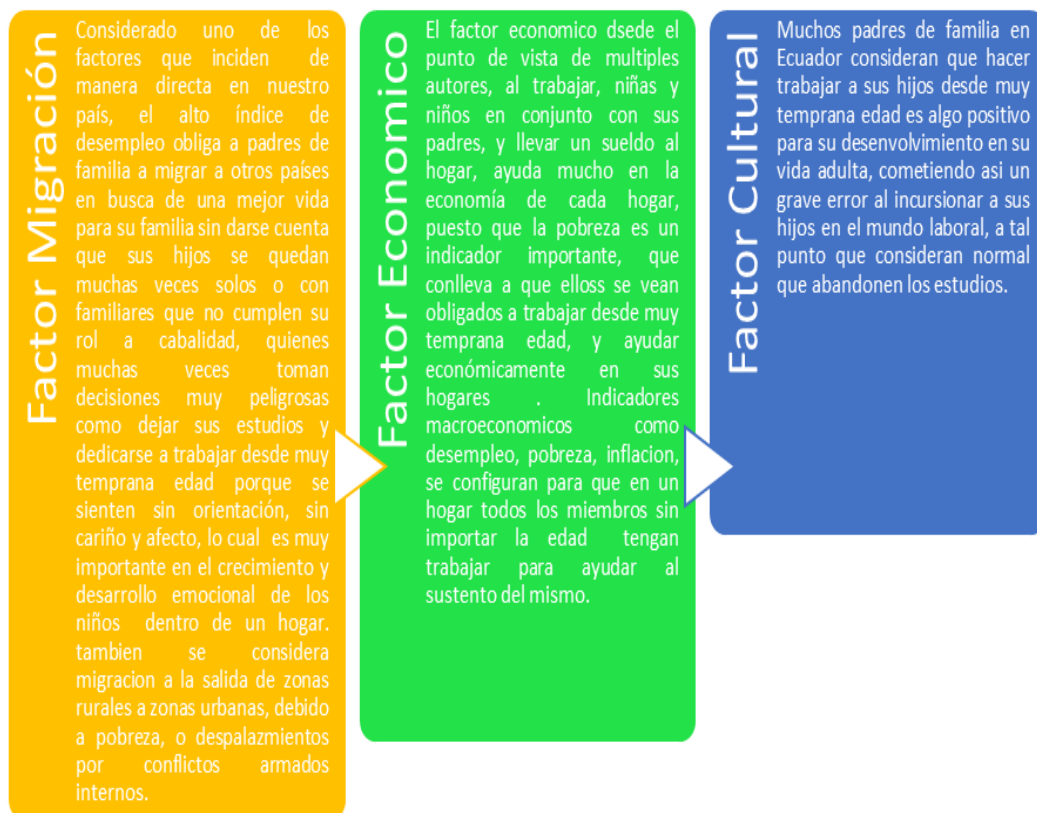 Factor Migración
Considerado uno de los
factores que inciden de
manera directa en nuestro
país, el alto índice de
desempleo obliga a padres de
familia a migrar a otros países
en busca de una mejor vida
para su familia sin darse cuenta
que sus hijos se quedan
muchas veces solos o con
familiares que no cumplen su
rol a cabalidad, quienes
muchas veces toman
decisiones muy peligrosas
como dejar sus estudios y
dedicarse a trabajar desde muy
temprana edad porque se
sienten sin orientación, sin
cariño y afecto, lo cual es muy
importante en el crecimiento y
desarrollo emocional de los
niños dentro de un hogar.
tambien se considera
migracion a la salida de zonas
rurales a zonas urbanas, debido
a pobreza, o despalazmientos
por conflictos armados
internos.
Factor Economico
El factor economico dsede el
punto de vista de multiples
autores, al trabajar, niñas y
niños en conjunto con sus
padres, y llevar un sueldo al
hogar, ayuda mucho en la
economía de cada hogar,
puesto que la pobreza es un
indicador importante, que
conlleva a que elloss se vean
obligados a trabajar desde muy
temprana edad, y ayudar
económicamente en sus
hogares . Indicadores
macroeconomicos como
desempleo, pobreza, inflacion,
se configuran para que en un
hogar todos los miembros sin
importar la edad tengan
trabajar para ayudar al
sustento del mismo.
Factor Cultural
Muchos padres de familia en
Ecuador consideran que hacer
trabajar a sus hijos desde muy
temprana edad es algo positivo
para su desenvolvimiento en su
vida adulta, cometiendo asi un
grave error al incursionar a sus
hijos en el mundo laboral, a tal
punto que consideran normal
que abandonen los estudios.